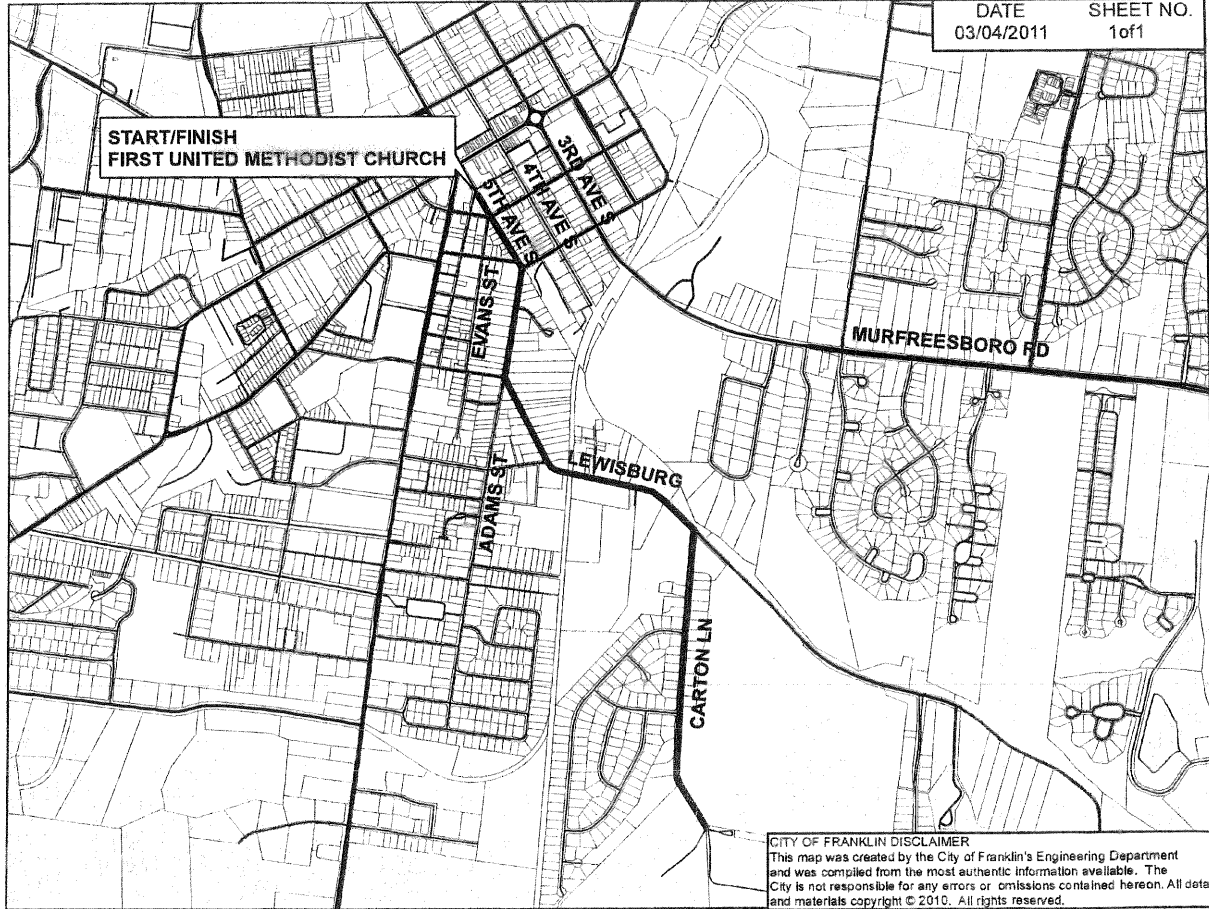 DATE SHEET NO.
03/04/2011 1of1
START/FINISH
FIRST UNITED METHODIST CHURCH
3RD AVE S
4TH AVE S
5TH AVE S
EVANS ST
MURFREESBORO RD
LEWISBURG
ADAMS ST
CARTON LN
CITY OF FRANKLIN DISCLAIMER
This map was created by the City of Franklin's Engineering Department
and was compiled from the most authentic information available. The
City is not responsible for any errors or omissions contained hereon. All data
and materials copyright © 2010. All rights reserved.